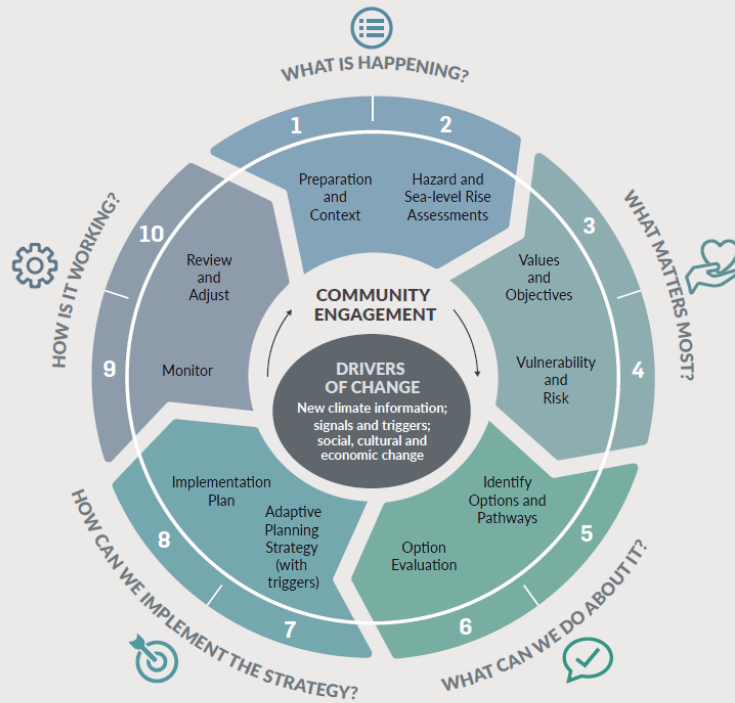 WHAT IS HAPPENING?
1
Preparation
and
Context
2
Hazard and
Sea-level Rise
Assessments
WHAT MATTERS MOST?
3
Values
and
Objectives
4
Vulnerability
and
Risk
WHAT CAN WE DO ABOUT IT?
5
Identify
Options and
Pathways
6
Option
Evaluation
HOW CAN WE IMPLEMENT THE STRATEGY?
7
Adaptive
Planning
Strategy
(with
triggers)
8
Implementation
Plan
HOW IS IT WORKING?
9
Monitor
10
Review
and
Adjust
COMMUNITY
ENGAGEMENT
DRIVERS
OF CHANGE
New climate information;
signals and triggers;
social, cultural and
economic change